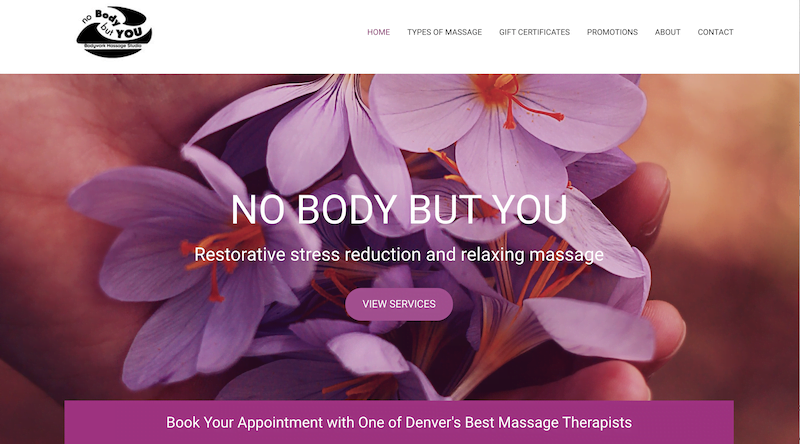 no Body
but YOU
Bodywork Massage Studio
HOME TYPES OF MASSAGE GIFT CERTIFICATES PROMOTIONS ABOUT CONTACT
NO BODY BUT YOU
Restorative stress reduction and relaxing massage
VIEW SERVICES
Book Your Appointment with One of Denver's Best Massage Therapists